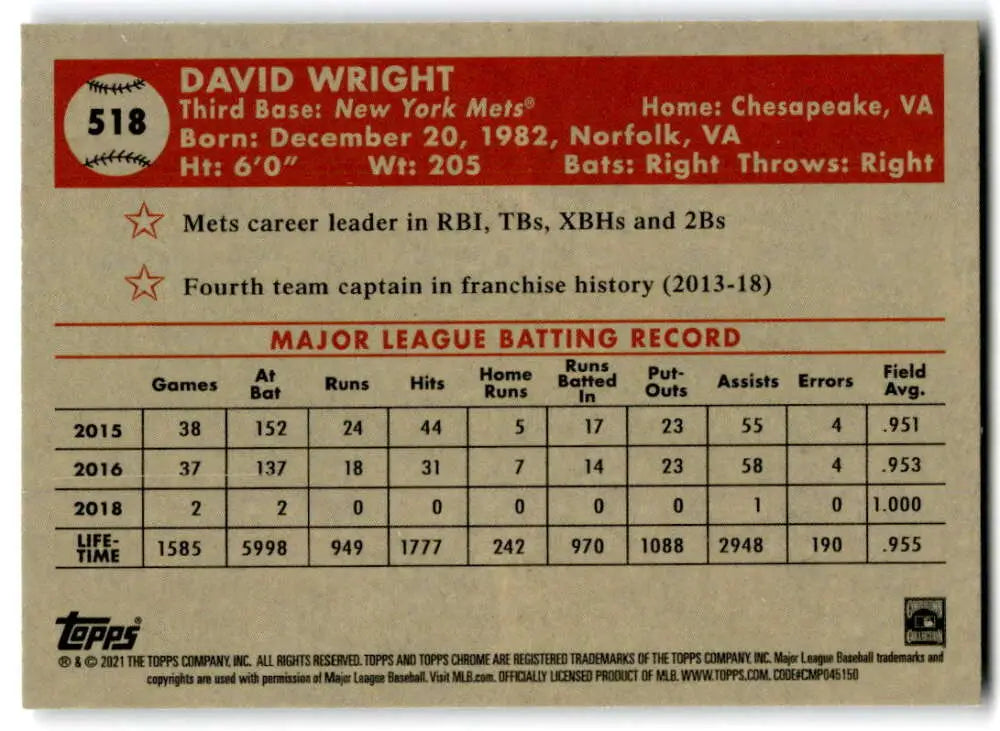 518
DAVID WRIGHT
Third Base: New York Mets® Home: Chesapeake, VA
Born: December 20, 1982, Norfolk, VA
Ht: 6'0" Wt: 205 Bats: Right Throws: Right
Mets career leader in RBI, TBs, XBHs and 2Bs
Fourth team captain in franchise history (2013-18)
MAJOR LEAGUE BATTING RECORD
Games At Bat Runs Hits Home Runs Runs Batted In Put-Outs Assists Errors Field Avg.
2015 38 152 24 44 5 17 23 55 4 .951
2016 37 137 18 31 7 14 23 58 4 .953
2018 2 2 0 0 0 0 0 1 0 1.000
LIFE-TIME 1585 5998 949 1777 242 970 1088 2948 190 .955
Topps®
® & © 2021 THE TOPPS COMPANY, INC. ALL RIGHTS RESERVED. TOPPS AND TOPPS CHROME ARE REGISTERED TRADEMARKS OF THE TOPPS COMPANY, INC. Major League Baseball trademarks and
copyrights are used with permission of Major League Baseball. Visit MLB.com. OFFICIALLY LICENSED PRODUCT OF MLB. WWW.TOPPS.COM. CODE#CMP045150